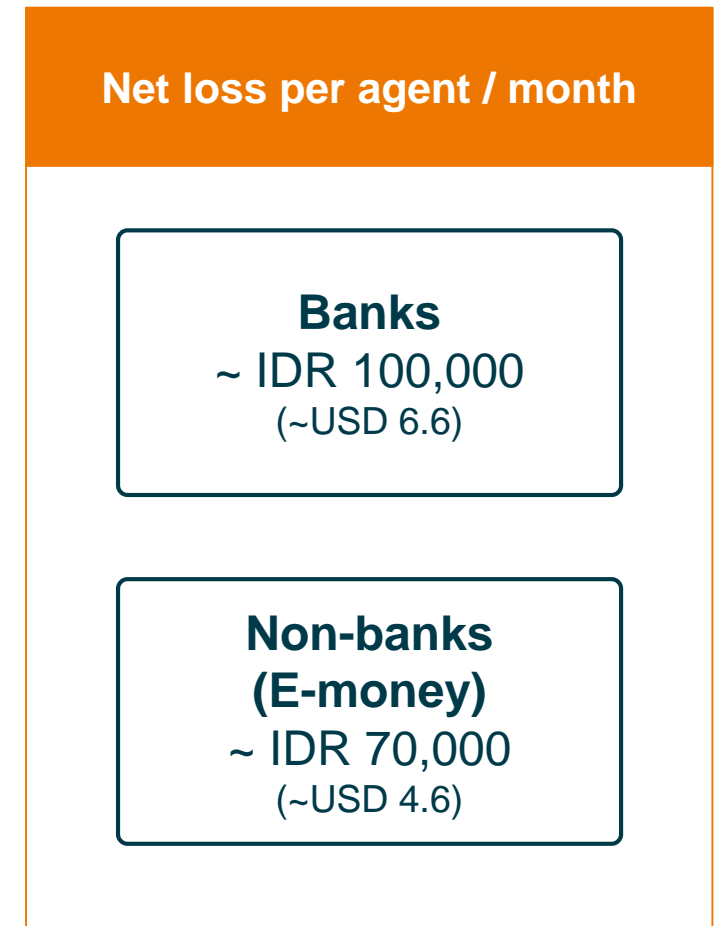 Net loss per agent / month
Banks
~ IDR 100,000
(~USD 6.6)
Non-banks
(E-money)
~ IDR 70,000
(~USD 4.6)